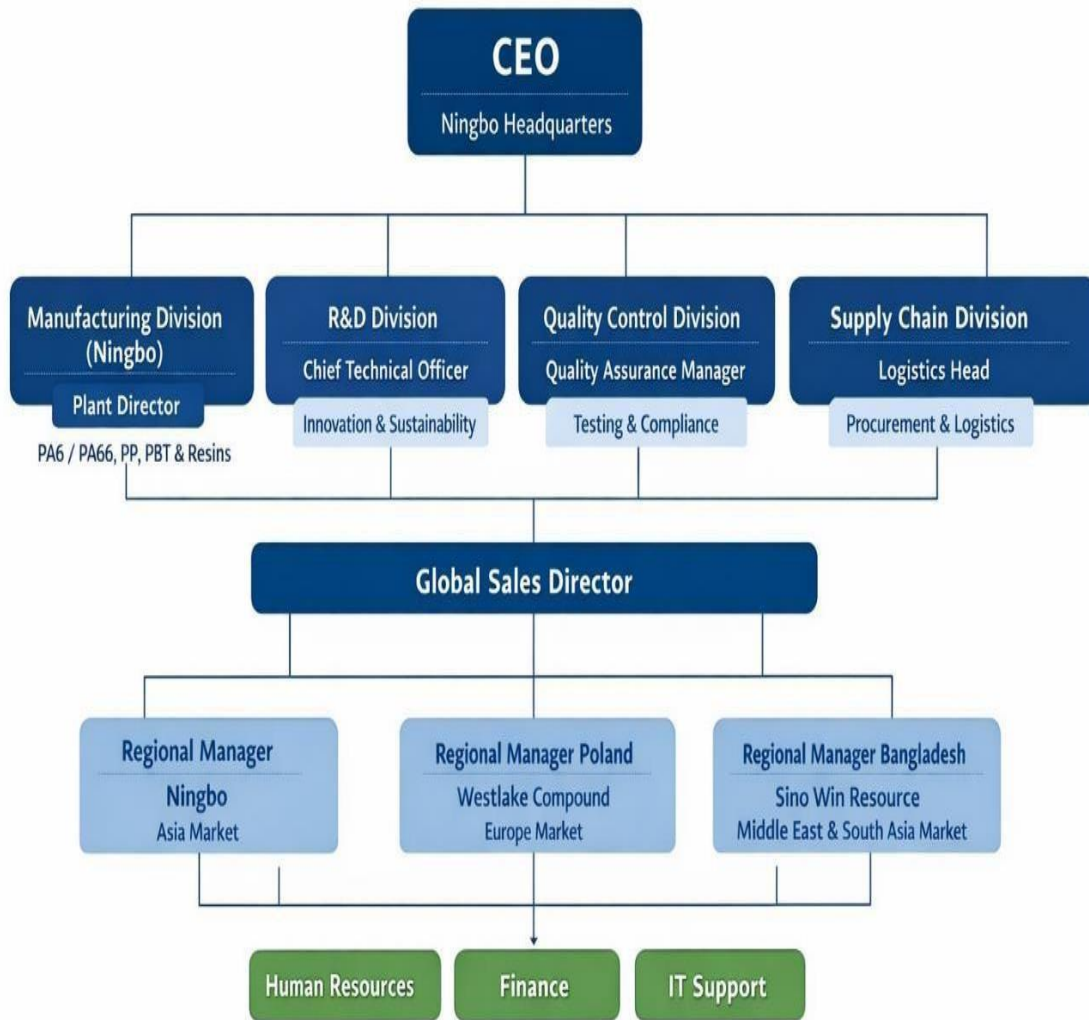 CEO
Ningbo Headquarters
Manufacturing Division
(Ningbo)
Plant Director
PA6 / PA66, PP, PBT & Resins
R&D Division
Chief Technical Officer
Innovation & Sustainability
Quality Control Division
Quality Assurance Manager
Testing & Compliance
Supply Chain Division
Logistics Head
Procurement & Logistics
Global Sales Director
Regional Manager
Ningbo
Asia Market
Regional Manager Poland
Westlake Compound
Europe Market
Regional Manager Bangladesh
Sino Win Resource
Middle East & South Asia Market
Human Resources
Finance
IT Support